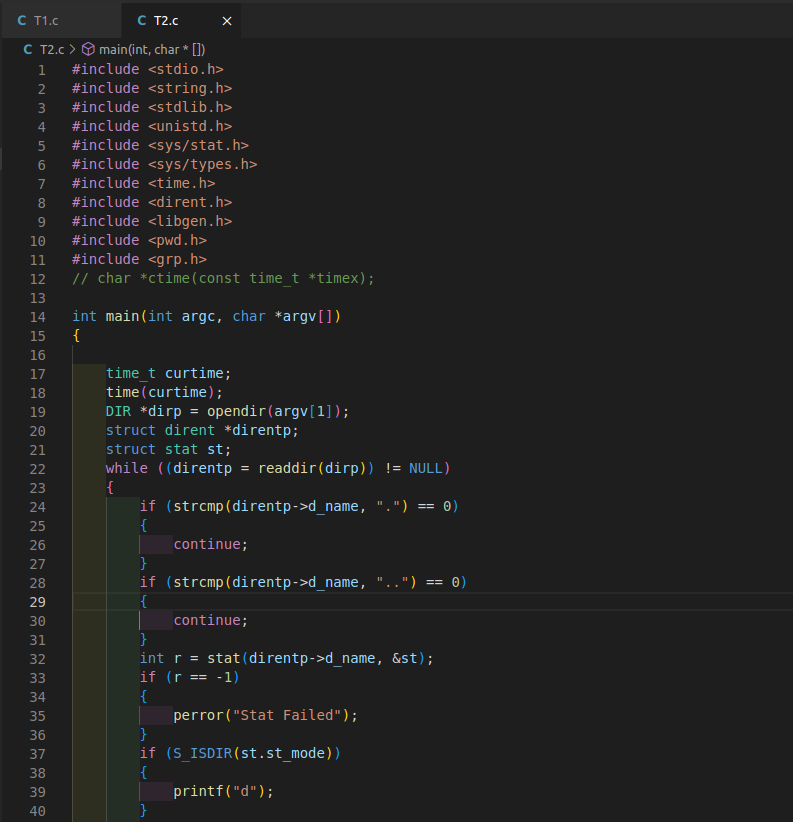 C T1.c
C T2.c ×
C T2.c > main(int, char * [])
1 #include <stdio.h>
2 #include <string.h>
3 #include <stdlib.h>
4 #include <unistd.h>
5 #include <sys/stat.h>
6 #include <sys/types.h>
7 #include <time.h>
8 #include <dirent.h>
9 #include <libgen.h>
10 #include <pwd.h>
11 #include <grp.h>
12 // char *ctime(const time_t *timex);
13
14 int main(int argc, char *argv[])
15 {
16
17     time_t curtime;
18     time(curtime);
19     DIR *dirp = opendir(argv[1]);
20     struct dirent *direntp;
21     struct stat st;
22     while ((direntp = readdir(dirp)) != NULL)
23     {
24         if (strcmp(direntp->d_name, ".") == 0)
25         {
26             continue;
27         }
28         if (strcmp(direntp->d_name, "..") == 0)
29         {
30             continue;
31         }
32         int r = stat(direntp->d_name, &st);
33         if (r == -1)
34         {
35             perror("Stat Failed");
36         }
37         if (S_ISDIR(st.st_mode))
38         {
39             printf("d");
40         }